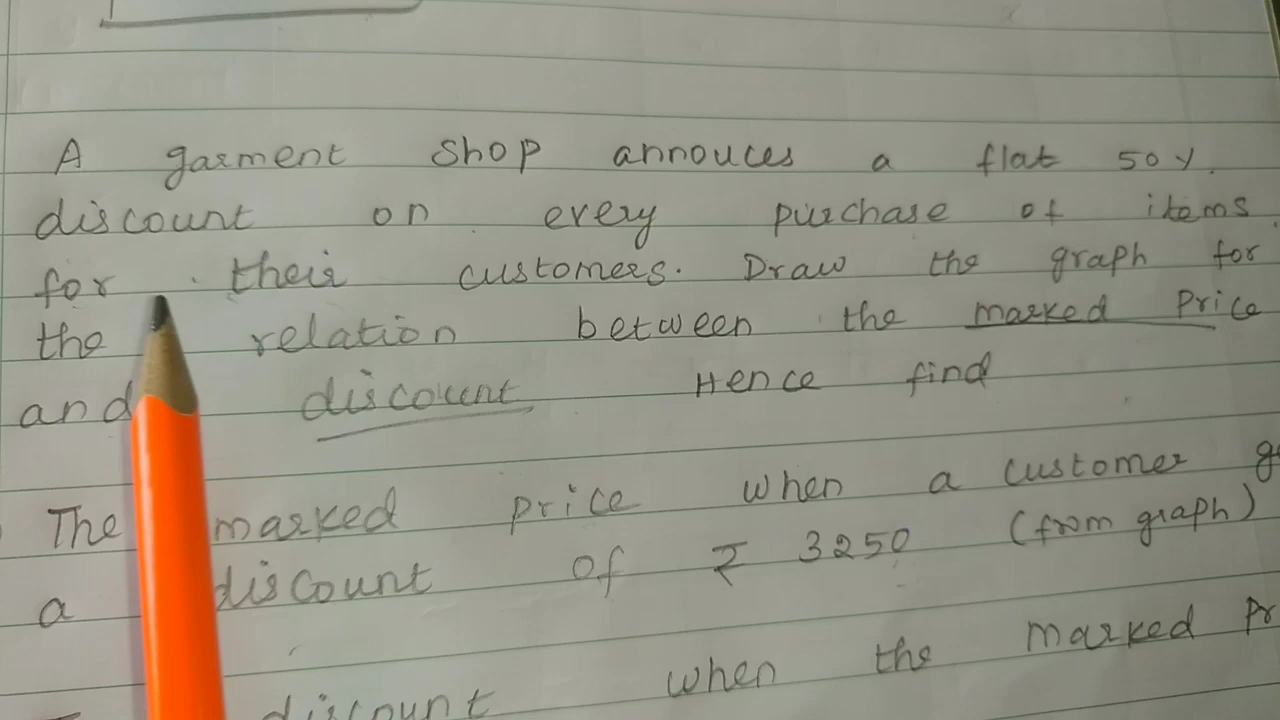 A garment shop annouces a flat 50%
discount on every purchase of items
for their customers. Draw the graph for
the relation between the marked price
and discount Hence find
The marked price when a customer
a discount of ₹ 3250 (from graph)
discount when the marked